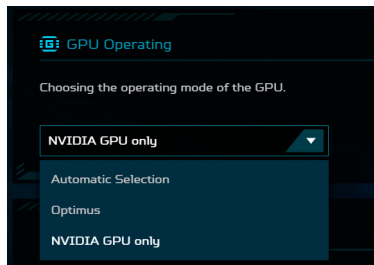 GPU Operating
Choosing the operating mode of the GPU.
NVIDIA GPU only
Automatic Selection
Optimus
NVIDIA GPU only